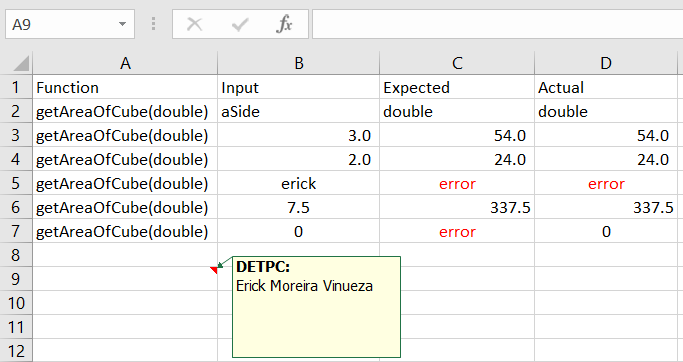 A9 fx
A B C D
1 Function Input Expected Actual
2 getAreaOfCube(double) aSide double double
3 getAreaOfCube(double) 3.0 54.0 54.0
4 getAreaOfCube(double) 2.0 24.0 24.0
5 getAreaOfCube(double) erick error error
6 getAreaOfCube(double) 7.5 337.5 337.5
7 getAreaOfCube(double) 0 error 0
8
DETPC:
9 Erick Moreira Vinueza
10
11
12